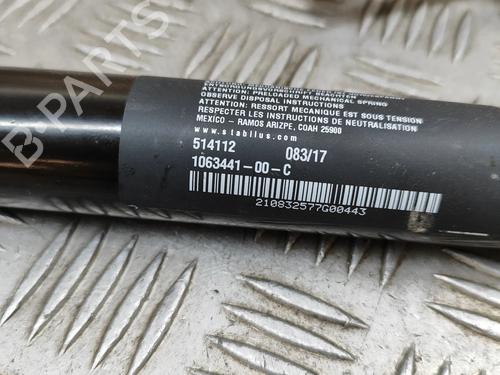 ATTENTION: PRELOADED MECHANICAL SPRING
OBSERVE DISPOSAL INSTRUCTIONS
ATTENTION: RESSORT MECANIQUE EST SOUS TENSION
RESPECTER LES INSTRUCTIONS DE NEUTRALISATION
MEXICO - RAMOS ARIZPE, COAH 25900
www.stabilus.com
514112 083/17
1063441-00-C
210832577G00443
B-PARTS